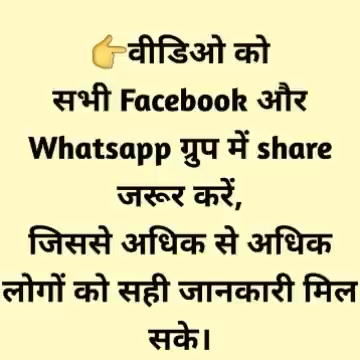 👉वीडिओ को
सभी Facebook और
Whatsapp ग्रुप में share
जरूर करें,
जिससे अधिक से अधिक
लोगों को सही जानकारी मिल
सके।